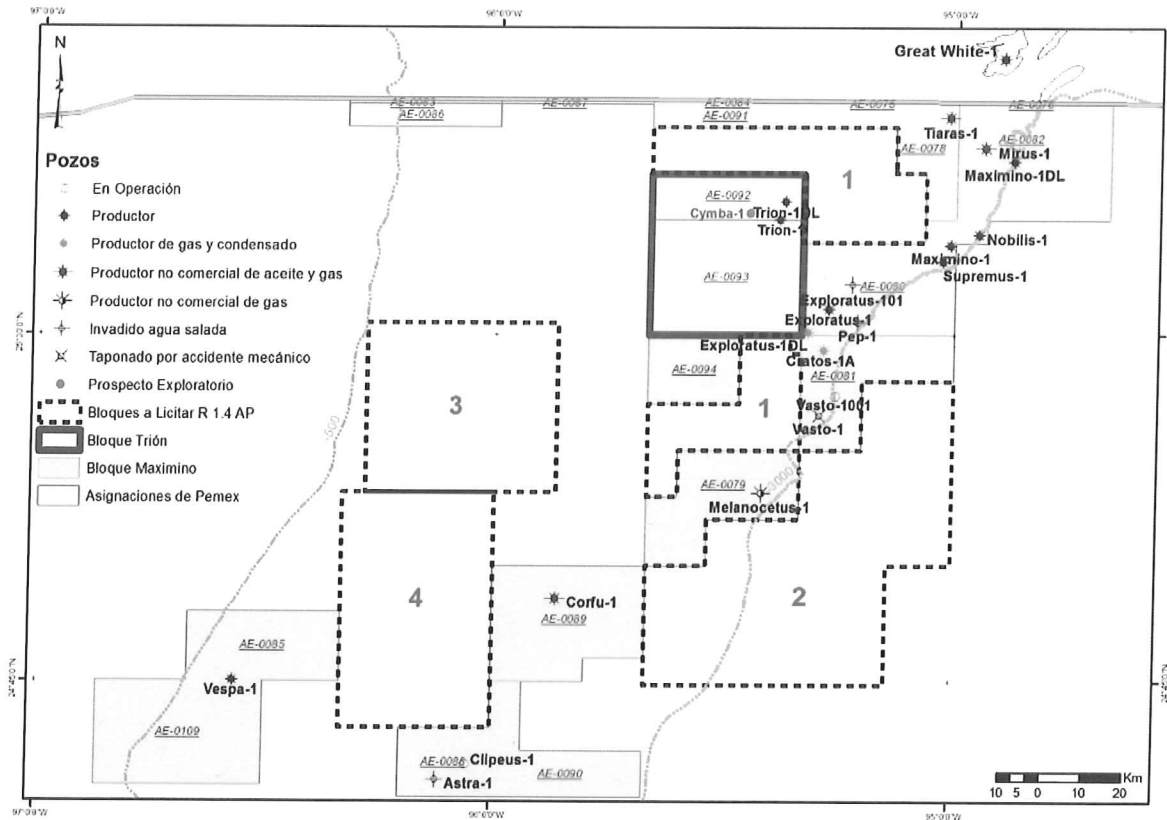 97°0'0"W
96°0'0"W
95°0'0"W
N
Great White-1
AE-0083
AE-0087
AE-0084
AE-0075
AE-0076
AE-0086
AE-0091
Tiaras-1
AE-0082
AE-0078
Mirus-1
Maximino-1DL
Pozos
En Operación
Productor
Productor de gas y condensado
Productor no comercial de aceite y gas
Productor no comercial de gas
Invadido agua salada
Taponado por accidente mecánico
Prospecto Exploratorio
Bloques a Licitar R 1.4 AP
Bloque Trión
Bloque Maximino
Asignaciones de Pemex
1
AE-0092
Cymba-1
Trion-1DL
Trion-1
Nobilis-1
Maximino-1
Supremus-1
AE-0093
AE-0080
Exploratus-101
Exploratus-1
Pep-1
Exploratus-1DL
Cratos-1A
AE-0094
AE-0081
3
1
Vasto-1001
Vasto-1
-3000
AE-0079
Melanocetus-1
4
2
Corfu-1
AE-0089
AE-0085
Vespa-1
24°45'0"N
24°45'0"N
AE-0109
AE-0088
Clipeus-1
Astra-1
AE-0090
Km
10 5 0 10 20
97°0'0"W
96°0'0"W
95°0'0"W